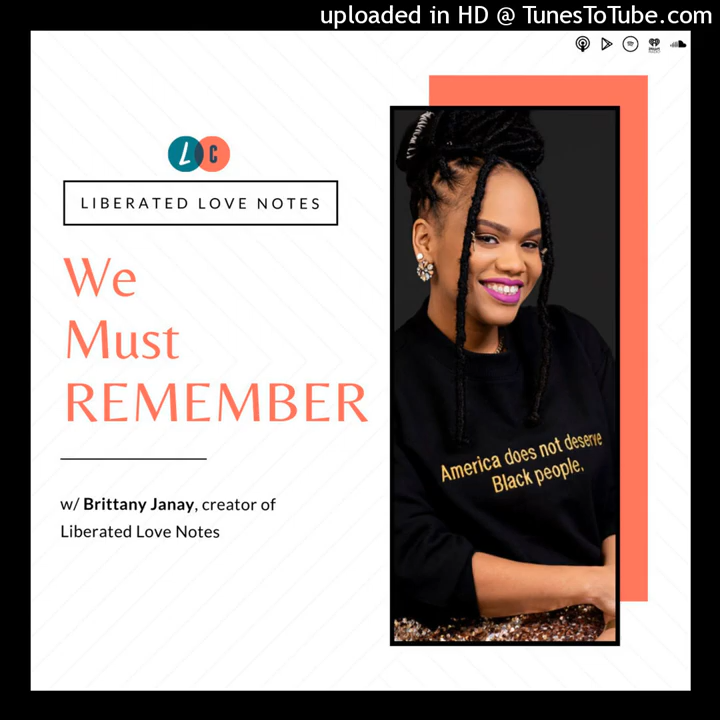 uploaded in HD @ TunesToTube.com
L C
LIBERATED LOVE NOTES
We
Must
REMEMBER
w/ Brittany Janay, creator of
Liberated Love Notes
America does not deserve
Black people.